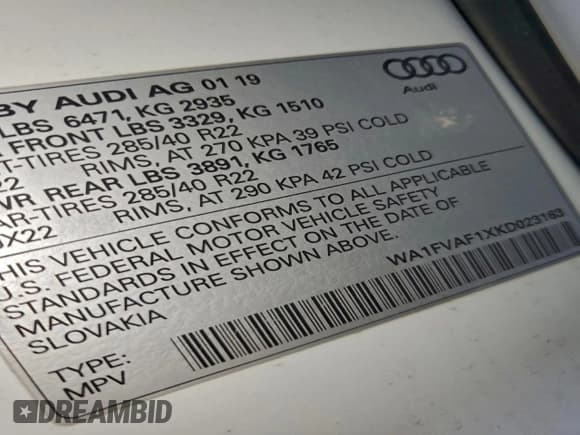 BY AUDI AG 01 19
Audi
LBS 6471, KG 2935
FRONT LBS 3329, KG 1510
TIRES 285/40 R22
RIMS, AT 270 KPA 39 PSI COLD
WR REAR LBS 3891, KG 1765
AR-TIRES 285/40 R22
X22 RIMS, AT 290 KPA 42 PSI COLD
THIS VEHICLE CONFORMS TO ALL APPLICABLE
U.S. FEDERAL MOTOR VEHICLE SAFETY
STANDARDS IN EFFECT ON THE DATE OF
MANUFACTURE SHOWN ABOVE.
SLOVAKIA
WA1FVAF1XKD023183
TYPE:
MPV
DREAMBID